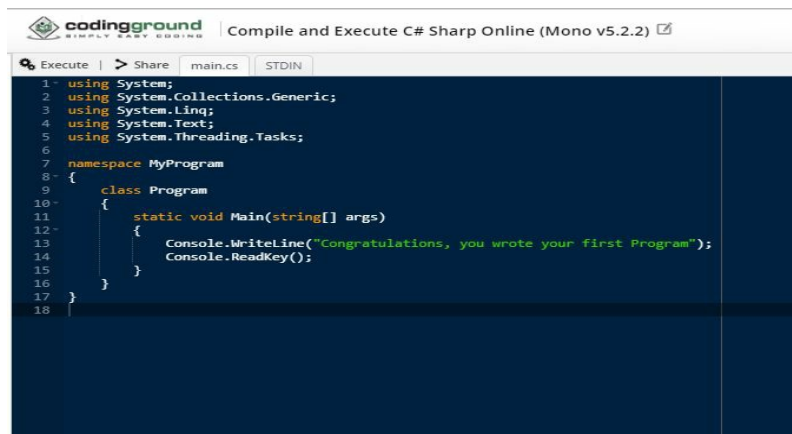 codingground
SIMPLY EASY CODING
Compile and Execute C# Sharp Online (Mono v5.2.2)
Execute | Share main.cs STDIN
1 using System;
2 using System.Collections.Generic;
3 using System.Linq;
4 using System.Text;
5 using System.Threading.Tasks;
6
7 namespace MyProgram
8 {
9 class Program
10 {
11 static void Main(string[] args)
12 {
13 Console.WriteLine("Congratulations, you wrote your first Program");
14 Console.ReadKey();
15 }
16 }
17 }
18